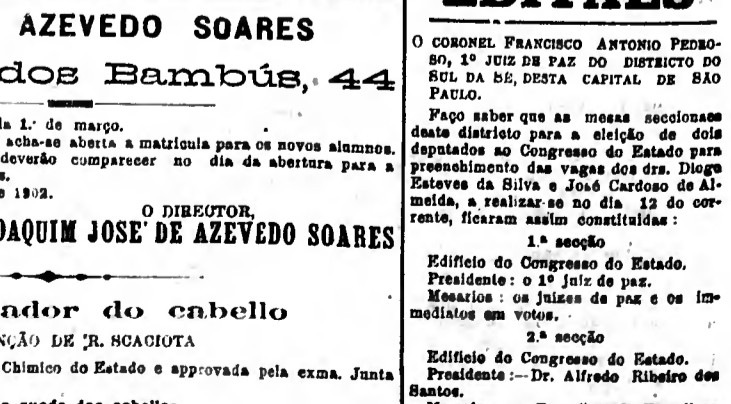 AZEVEDO SOARES
dos Bambús, 44
1.º de março.
acha-se aberta a matricula para os novos alumnos.
deverão comparecer no dia da abertura para a
1902.
O DIRECTOR,
JOSE' DE AZEVEDO SOARES
ador do cabello
NÇÃO DE R. SCACIOTA
Chimico do Estado e approvada pela exma. Junta
EDITAES
O CORONEL FRANCISCO ANTONIO PEDRO-
SO, 1º JUIZ DE PAZ DO DISTRICTO DO
SUL DA SÉ, DESTA CAPITAL DE SÃO
PAULO.
Faço saber que as mesas seccionaes
deste districto para a eleição de dois
deputados ao Congresso do Estado para
preenchimento das vagas dos drs. Diogo
Esteves da Silva e José Cardoso de Al-
meida, a realizar-se no dia 12 do cor-
rente, ficaram assim constituidas :
1.ª secção
Edificio do Congresso do Estado.
Presidente : o 1º juiz de paz.
Mesarios : os juizes de paz e os im-
mediatos em votos.
2.ª secção
Edificio do Congresso do Estado.
Presidente :—Dr. Alfredo Ribeiro dos
Santos.